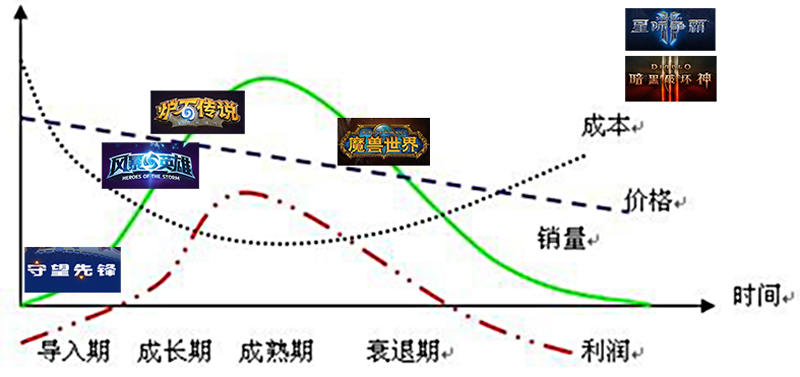 星际争霸
II
DIABLO
暗黑破坏神
炉石传说
成本
魔兽世界
风暴英雄
HEROES OF THE STORM
价格
销量
守望先锋
时间
导入期 成长期 成熟期 衰退期 利润